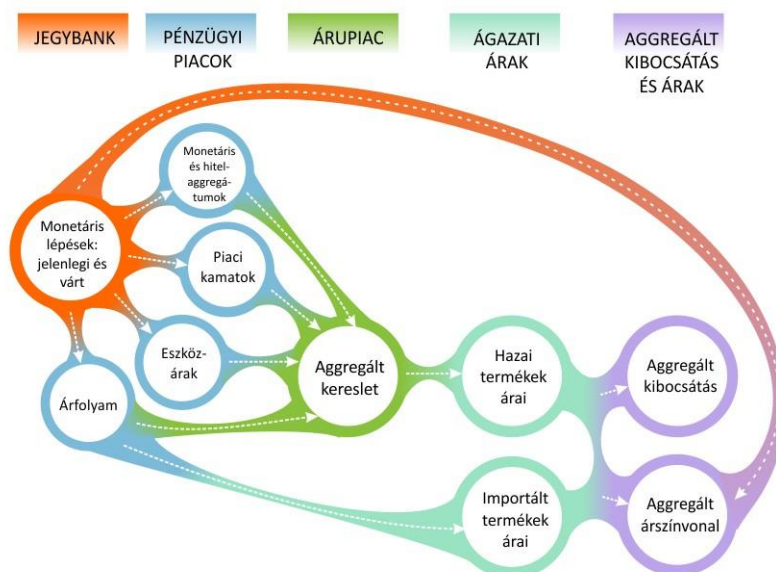 JEGYBANK
PÉNZÜGYI
PIACOK
ÁRUPIAC
ÁGAZATI
ÁRAK
AGGREGÁLT
KIBOCSÁTÁS
ÉS ÁRAK
Monetáris
és hitel-
aggregá-
tumok
Monetáris
lépések:
jelenlegi és
várt
Piaci
kamatok
Eszköz-
árak
Árfolyam
Aggregált
kereslet
Hazai
termékek
árai
Aggregált
kibocsátás
Importált
termékek
árai
Aggregált
árszínvonal